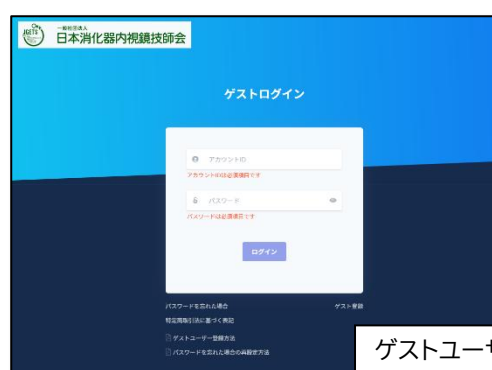 JGETS
一般社団法人
日本消化器内視鏡技師会
ゲストログイン
アカウントID
アカウントIDは必須項目です
パスワード
パスワードは必須項目です
ログイン
パスワードを忘れた場合
ゲスト登録
特定商取引法に基づく表記
ゲストユーザー登録方法
パスワードを忘れた場合の再設定方法
ゲストユーサ